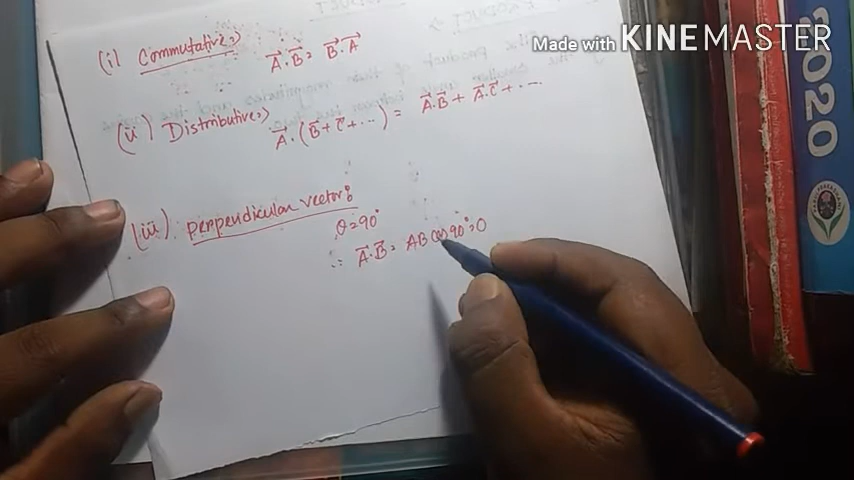 Made with KINEMASTER
(i) Commutative:) A⃗.B⃗ = B⃗.A⃗
(ii) Distributive:) A⃗.(B⃗+C⃗+...) = A⃗.B⃗ + A⃗.C⃗ + ...
(iii) perpendicular vector:
θ=90°
∴ A⃗.B⃗ = AB Cos 90° = 0
2020